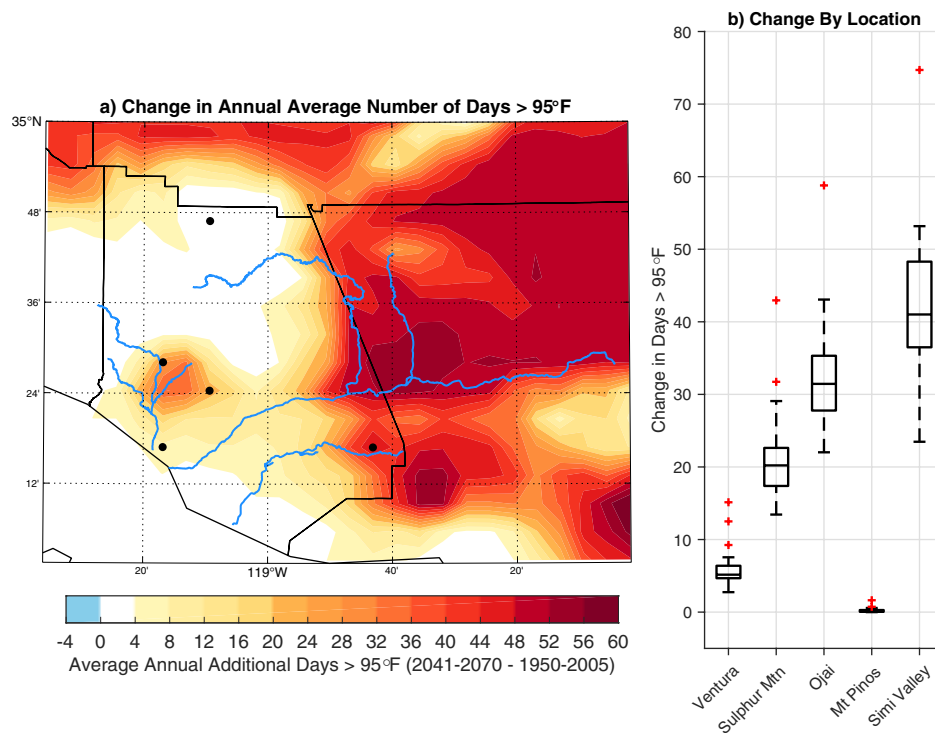 a) Change in Annual Average Number of Days > 95°F
35°N
48'
36'
24'
12'
20'
119°W
40'
20'
-4 0 4 8 12 16 20 24 28 32 36 40 44 48 52 56 60
Average Annual Additional Days > 95°F (2041-2070 - 1950-2005)
b) Change By Location
Change in Days > 95°F
80
70
60
50
40
30
20
10
0
Ventura
Sulphur Mtn
Ojai
Mt Pinos
Simi Valley